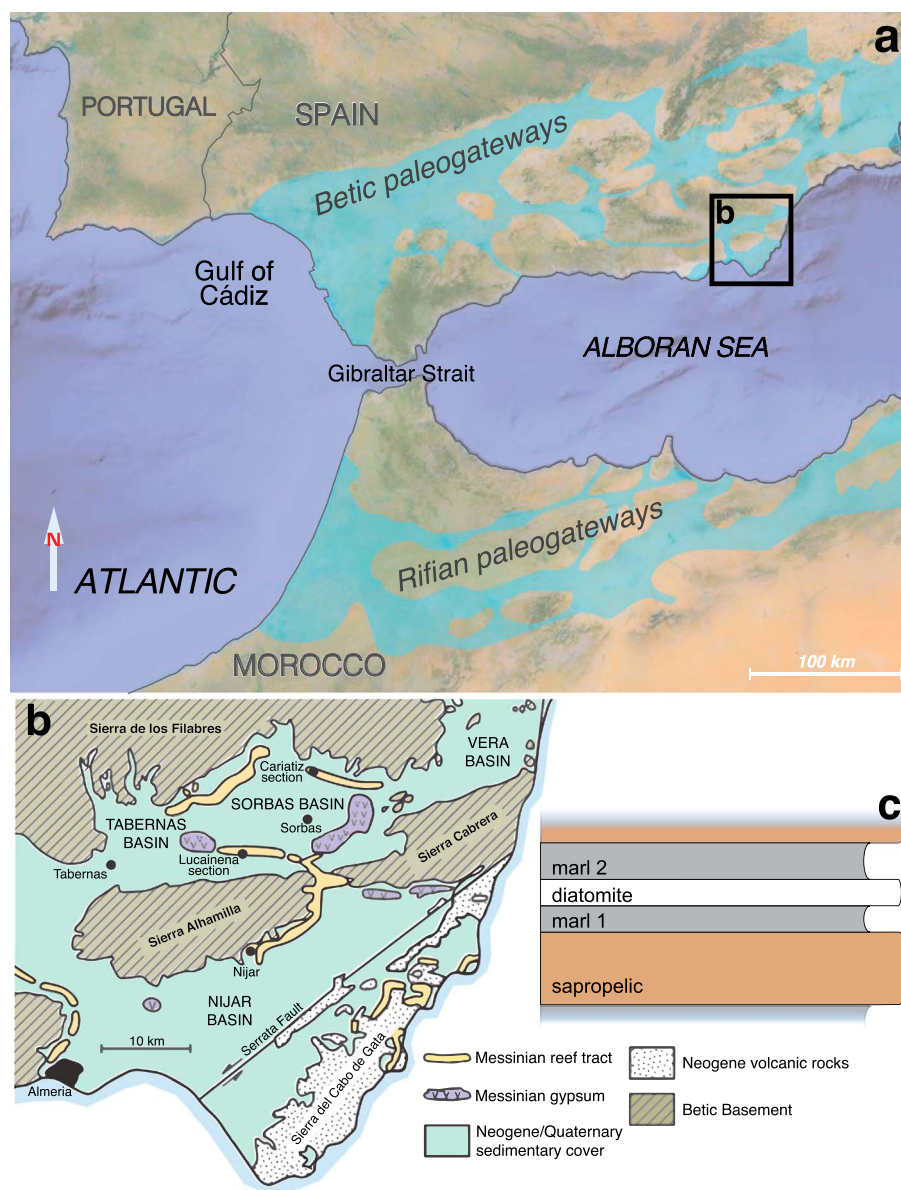 a
PORTUGAL
SPAIN
Betic paleogateways
b
Gulf of
Cádiz
ALBORAN SEA
Gibraltar Strait
Rifian paleogateways
N
ATLANTIC
MOROCCO
100 km
b
Sierra de los Filabres
VERA
BASIN
Cariatiz
section
SORBAS BASIN
Sorbas
TABERNAS
BASIN
Lucainena
section
Tabernas
Sierra Cabrera
Sierra Alhamilla
Nijar
NIJAR
BASIN
Serrata Fault
10 km
Sierra del Cabo de Gata
Almeria
c
marl 2
diatomite
marl 1
sapropelic
Messinian reef tract
Messinian gypsum
Neogene/Quaternary
sedimentary cover
Neogene volcanic rocks
Betic Basement